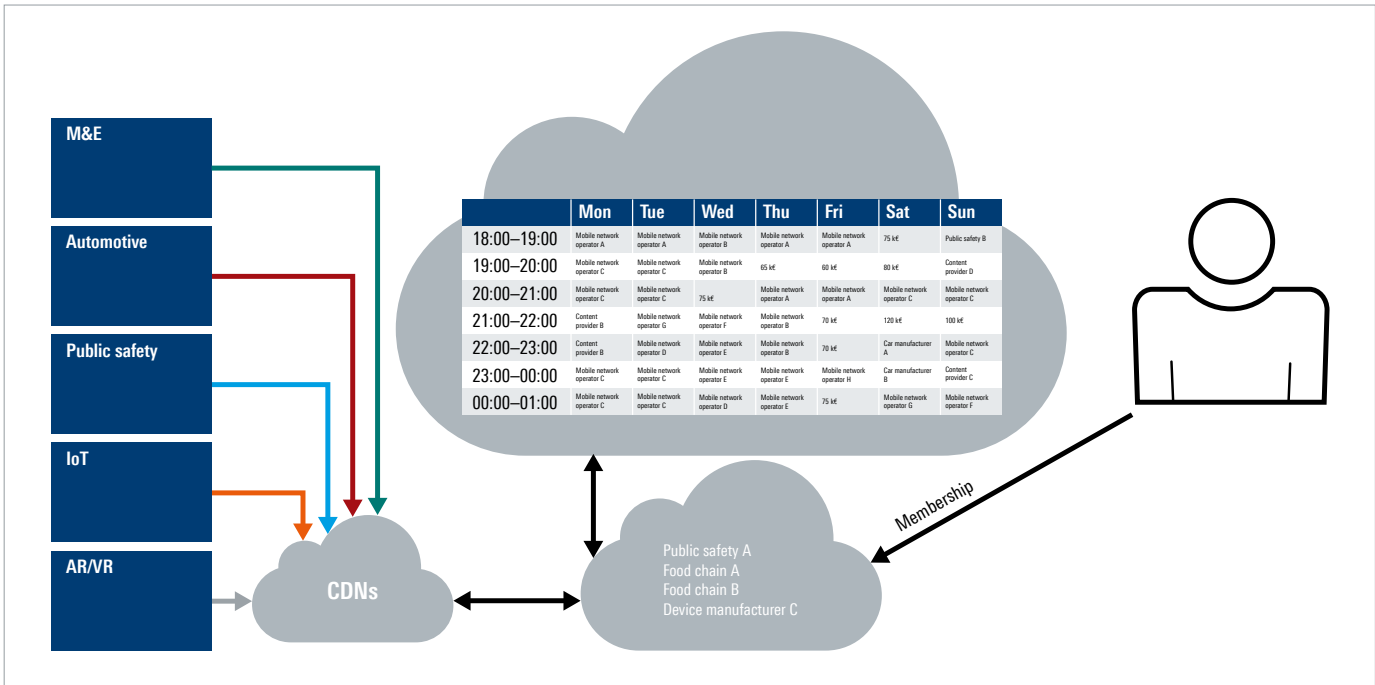 M&E
Automotive
Public safety
IoT
AR/VR
CDNs
Mon Tue Wed Thu Fri Sat Sun
18:00–19:00 Mobile network operator A Mobile network operator A Mobile network operator B Mobile network operator A Mobile network operator A 75 k€ Public safety B
19:00–20:00 Mobile network operator C Mobile network operator C Mobile network operator B 65 k€ 60 k€ 80 k€ Content provider D
20:00–21:00 Mobile network operator C Mobile network operator C 75 k€ Mobile network operator A Mobile network operator A Mobile network operator C Mobile network operator C
21:00–22:00 Content provider B Mobile network operator G Mobile network operator F Mobile network operator B 70 k€ 120 k€ 100 k€
22:00–23:00 Content provider B Mobile network operator D Mobile network operator E Mobile network operator B 70 k€ Car manufacturer A Mobile network operator C
23:00–00:00 Mobile network operator C Mobile network operator C Mobile network operator E Mobile network operator E Mobile network operator H Car manufacturer B Content provider C
00:00–01:00 Mobile network operator C Mobile network operator C Mobile network operator D Mobile network operator E 75 k€ Mobile network operator G Mobile network operator F
Public safety A
Food chain A
Food chain B
Device manufacturer C
Membership